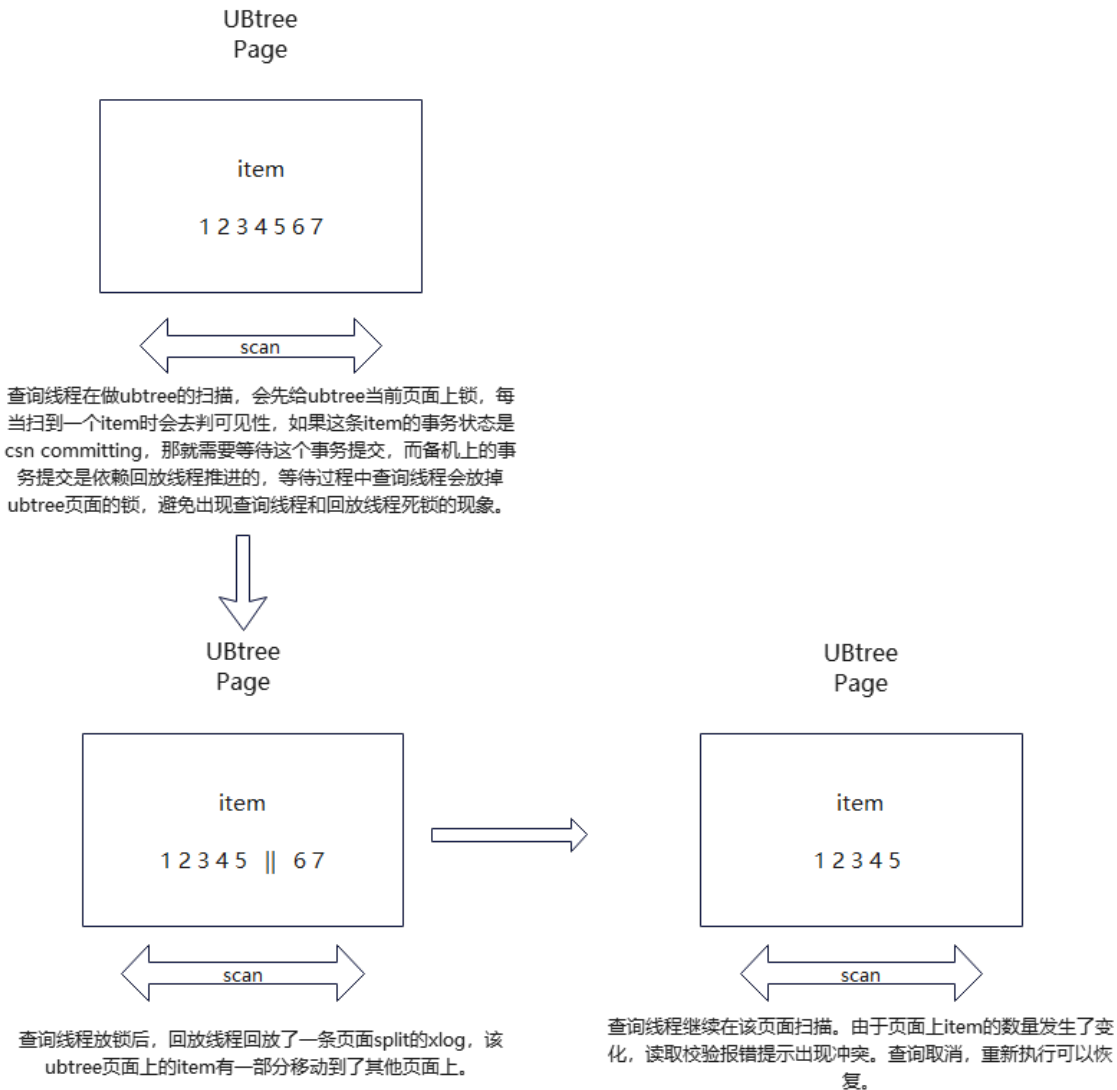 UBtree
Page
item
1 2 3 4 5 6 7
scan
查询线程在做ubtree的扫描，会先给ubtree当前页面上锁，每
当扫到一个item时会去判可见性，如果这条item的事务状态是
csn committing，那就需要等待这个事务提交，而备机上的事
务提交是依赖回放线程推进的，等待过程中查询线程会放掉
ubtree页面的锁，避免出现查询线程和回放线程死锁的现象。
UBtree
Page
item
1 2 3 4 5 || 6 7
scan
查询线程放锁后，回放线程回放了一条页面split的xlog，该
ubtree页面上的item有一部分移动到了其他页面上。
UBtree
Page
item
1 2 3 4 5
scan
查询线程继续在该页面扫描。由于页面上item的数量发生了变
化，读取校验报错提示出现冲突。查询取消，重新执行可以恢
复。